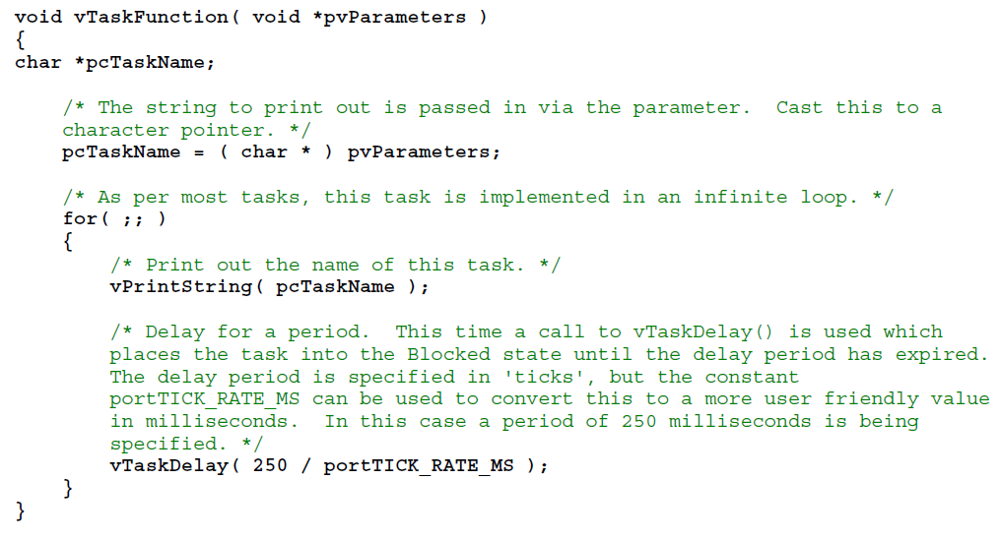 void vTaskFunction( void *pvParameters )
{
char *pcTaskName;
/* The string to print out is passed in via the parameter.  Cast this to a
character pointer. */
pcTaskName = ( char * ) pvParameters;
/* As per most tasks, this task is implemented in an infinite loop. */
for( ;; )
{
/* Print out the name of this task. */
vPrintString( pcTaskName );
/* Delay for a period.  This time a call to vTaskDelay() is used which
places the task into the Blocked state until the delay period has expired.
The delay period is specified in 'ticks', but the constant
portTICK_RATE_MS can be used to convert this to a more user friendly value
in milliseconds.  In this case a period of 250 milliseconds is being
specified. */
vTaskDelay( 250 / portTICK_RATE_MS );
}
}